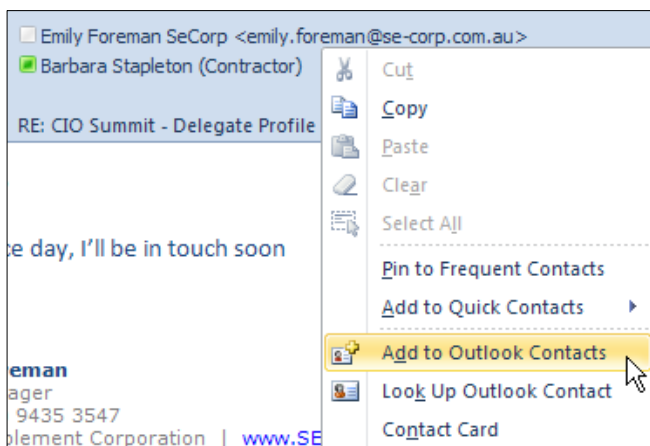 Emily Foreman SeCorp <emily.foreman@se-corp.com.au>
Barbara Stapleton (Contractor)
RE: CIO Summit - Delegate Profile
ce day, I'll be in touch soon
eman
ager
9435 3547
plement Corporation | www.SE
Cut
Copy
Paste
Clear
Select All
Pin to Frequent Contacts
Add to Quick Contacts
Add to Outlook Contacts
Look Up Outlook Contact
Contact Card